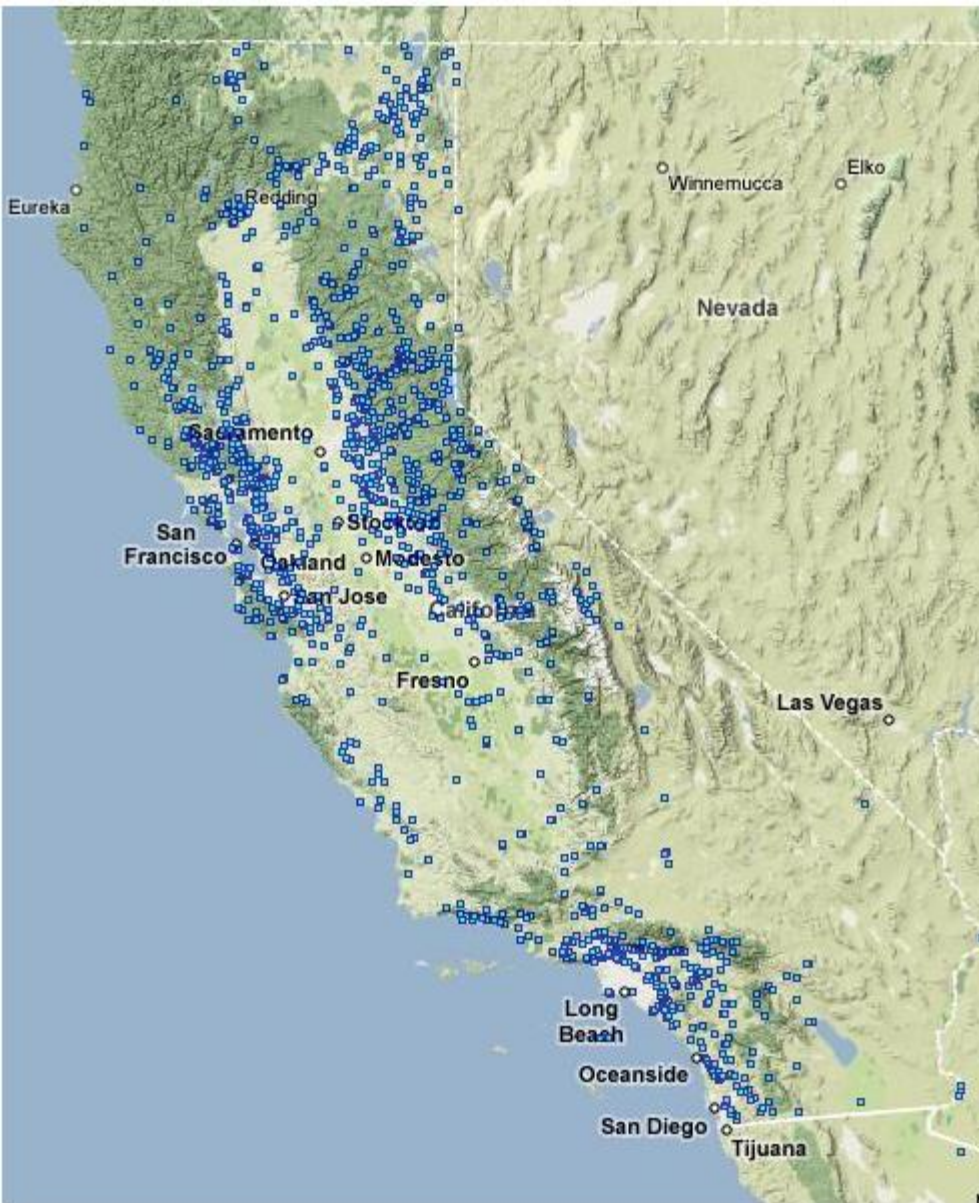 Winnemucca
Elko
Redding
Eureka
Nevada
Sacramento
San
Francisco
Stockton
Oakland
Modesto
San Jose
California
Fresno
Las Vegas
Long
Beach
Oceanside
San Diego
Tijuana